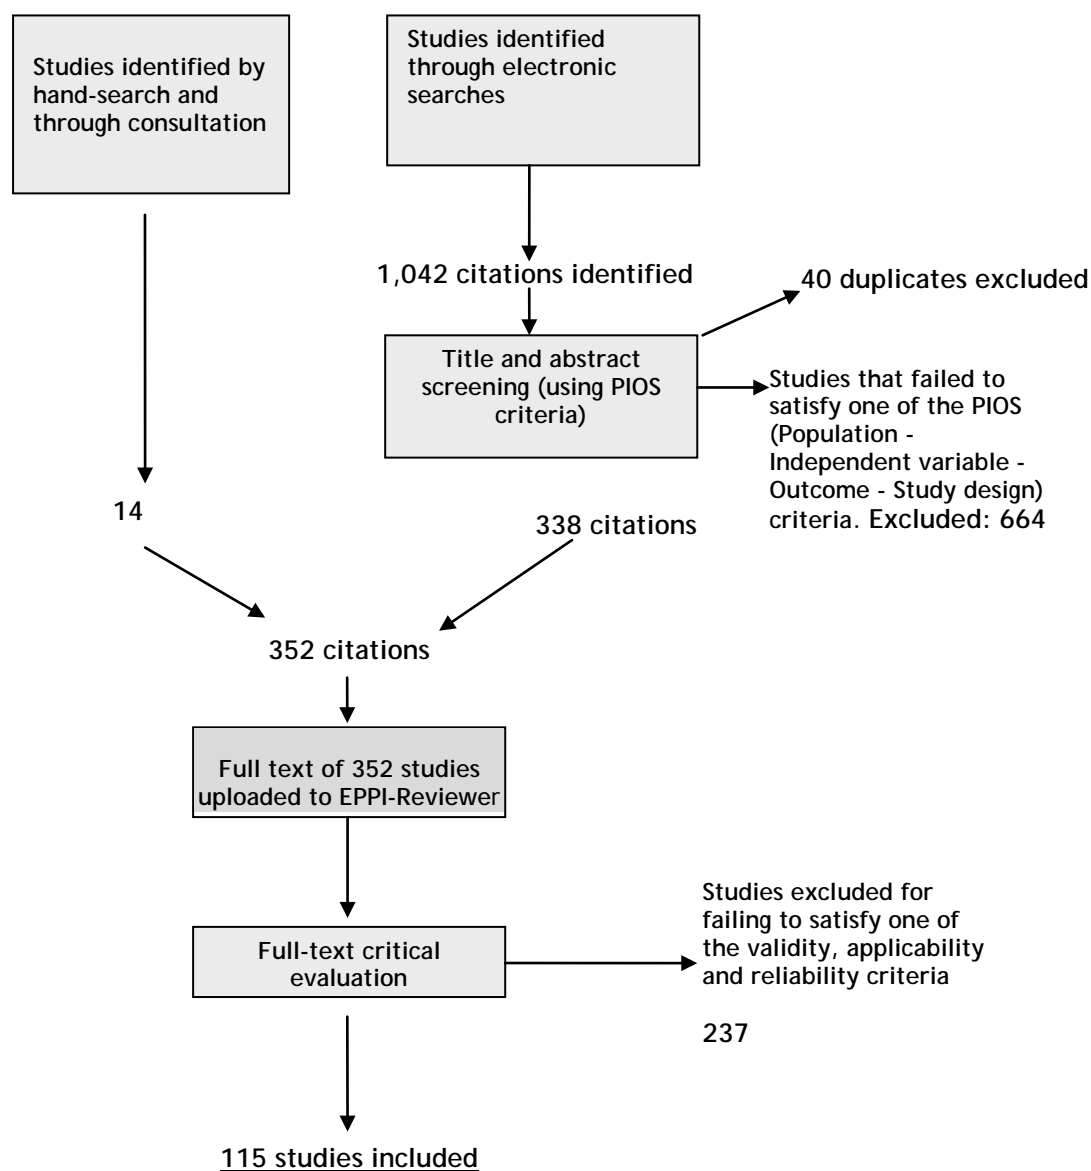 Studies identified by
hand-search and
through consultation
Studies identified
through electronic
searches
1,042 citations identified
40 duplicates excluded
Title and abstract
screening (using PIOS
criteria)
Studies that failed to
satisfy one of the PIOS
(Population -
Independent variable -
Outcome - Study design)
criteria. Excluded: 664
14
338 citations
352 citations
Full text of 352 studies
uploaded to EPPI-Reviewer
Full-text critical
evaluation
Studies excluded for
failing to satisfy one of
the validity, applicability
and reliability criteria
237
115 studies included